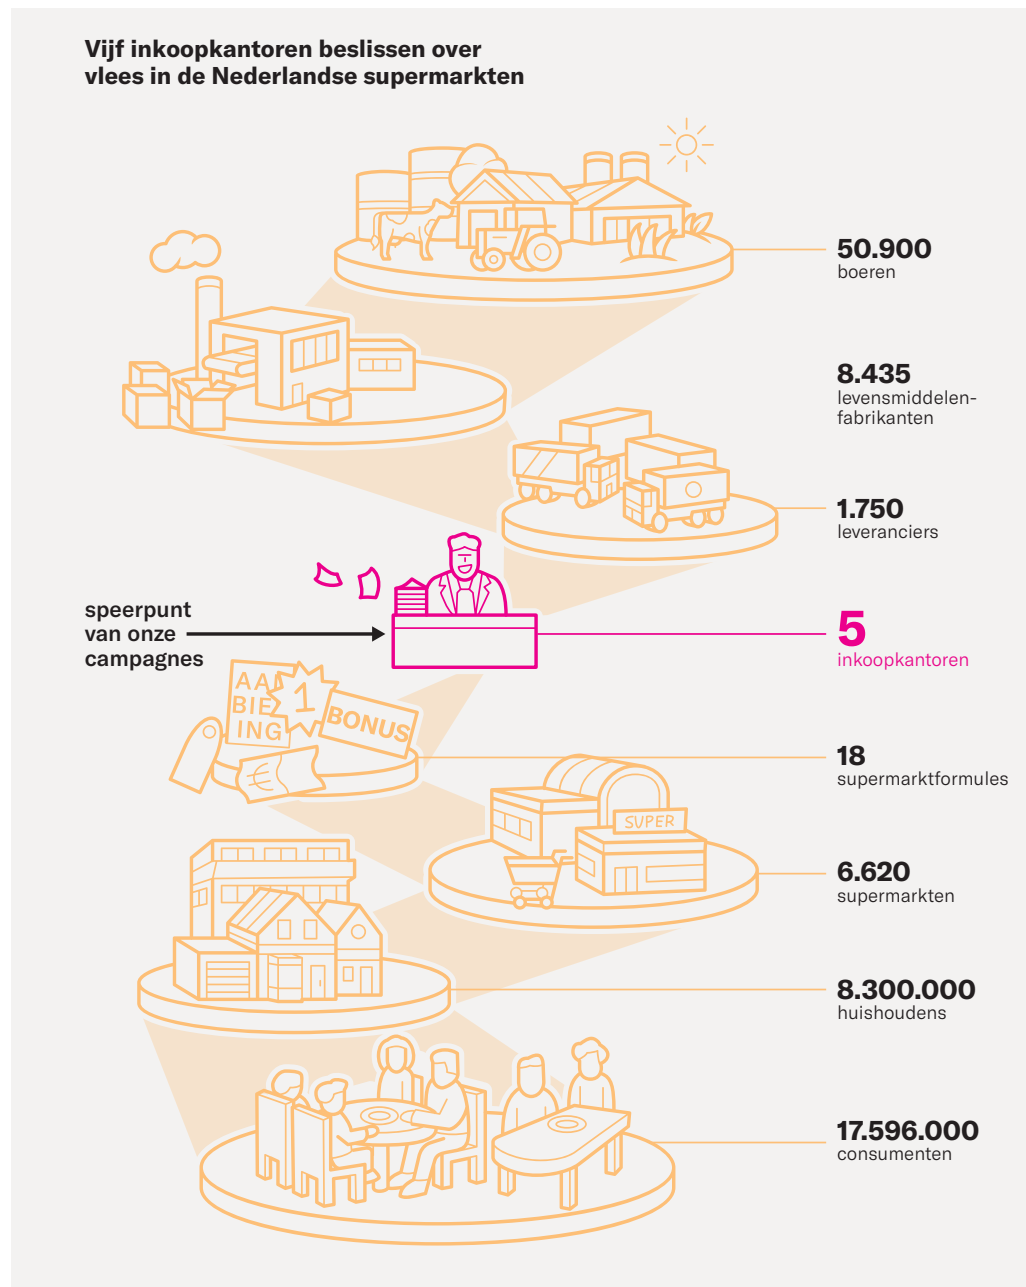 Vijf inkoopkantoren beslissen over
vlees in de Nederlandse supermarkten
50.900
boeren
8.435
levensmiddelen-
fabrikanten
1.750
leveranciers
speerpunt
van onze
campagnes
5
inkoopkantoren
AAN
BIED
ING
1
BONUS
€
18
supermarktformules
SUPER
6.620
supermarkten
8.300.000
huishoudens
17.596.000
consumenten